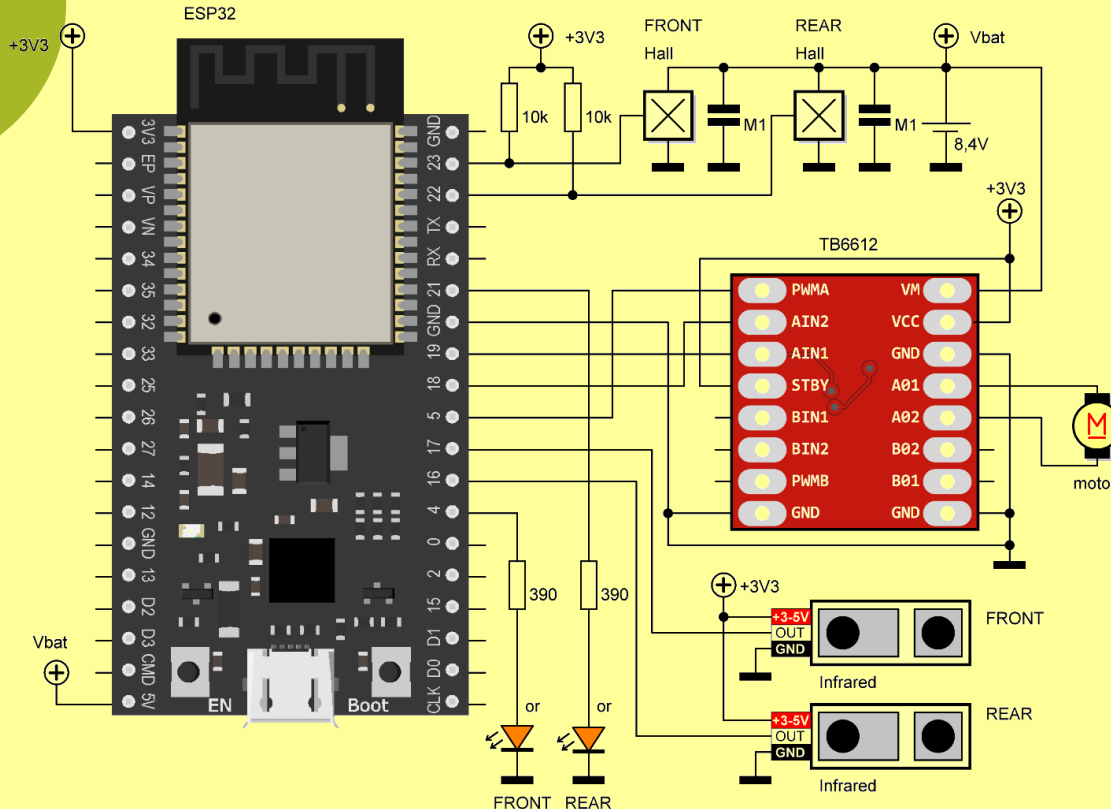 ESP32
+3V3
+3V3
FRONT
Hall
REAR
Hall
Vbat
10k
10k
M1
M1
8,4V
3V3
EP
VP
VN
34
35
32
33
25
26
27
14
12
GND
13
D2
D3
CMD
5V
GND
23
22
TX
RX
21
GND
19
18
5
17
16
4
0
2
15
D1
D0
CLK
EN
Boot
Vbat
+3V3
TB6612
PWMA
AIN2
AIN1
STBY
BIN1
BIN2
PWMB
GND
VM
VCC
GND
A01
A02
B02
B01
GND
M
moto
390
390
or
or
FRONT
REAR
+3V3
+3-5V
OUT
GND
FRONT
Infrared
+3-5V
OUT
GND
REAR
Infrared